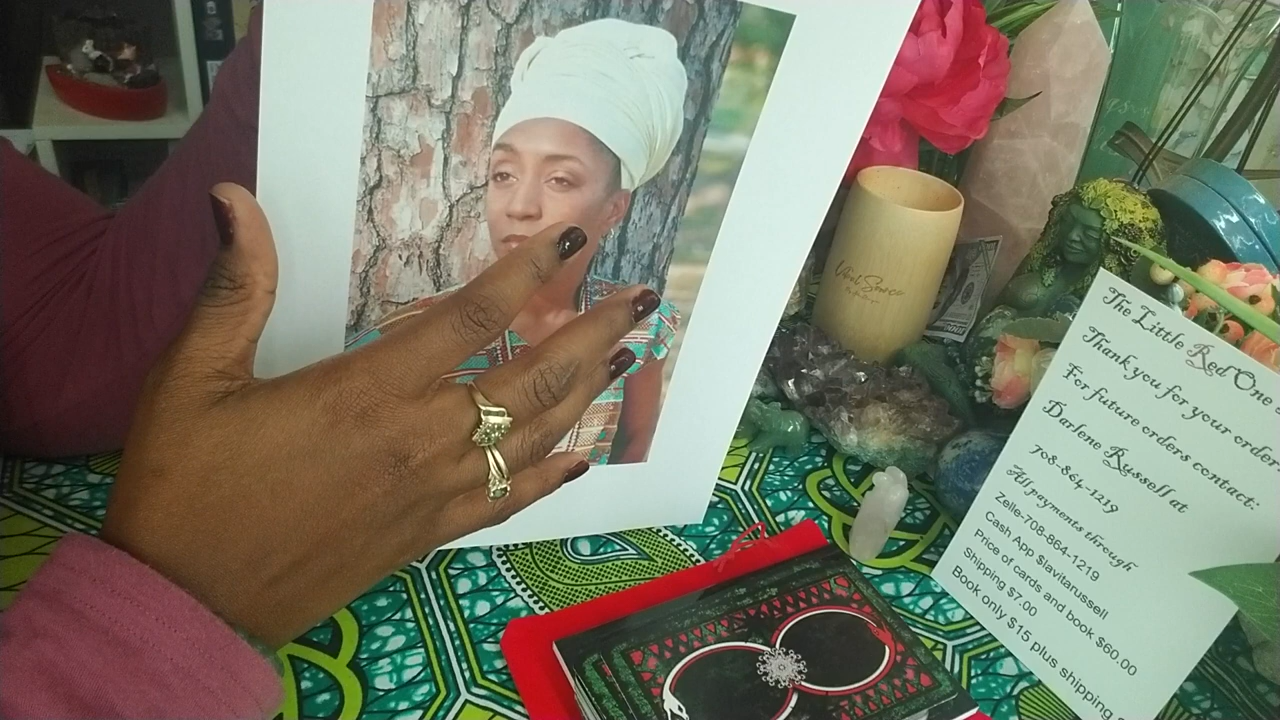 The Little Red One
Thank you for your order
For future orders contact:
Darlene Russell at
708-864-1219
All payments through
Zelle-708-864-1219
Cash App $lavitarussell
Price of cards and book $60.00
Shipping $7.00
Book only $15 plus shipping